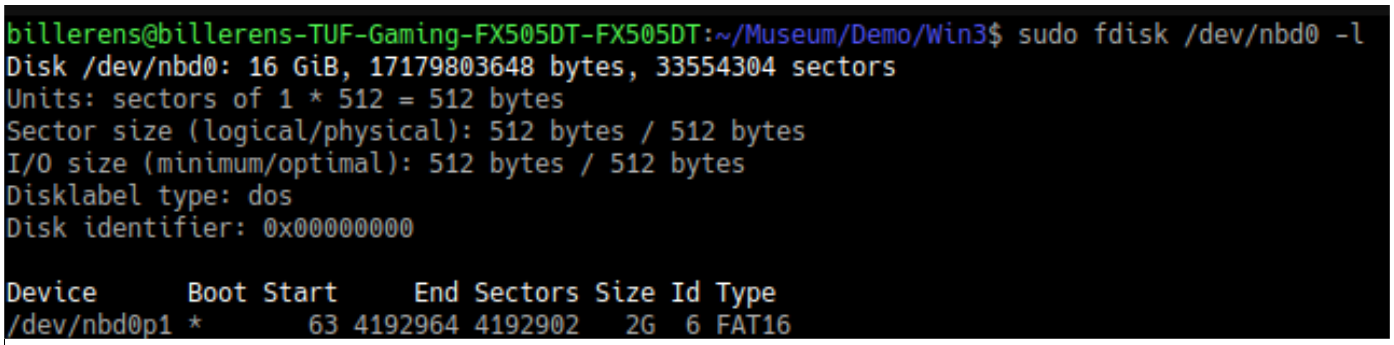 billerens@billerens-TUF-Gaming-FX505DT-FX505DT:~/Museum/Demo/Win3$ sudo fdisk /dev/nbd0 -l
Disk /dev/nbd0: 16 GiB, 17179803648 bytes, 33554304 sectors
Units: sectors of 1 * 512 = 512 bytes
Sector size (logical/physical): 512 bytes / 512 bytes
I/O size (minimum/optimal): 512 bytes / 512 bytes
Disklabel type: dos
Disk identifier: 0x00000000
Device Boot Start End Sectors Size Id Type
/dev/nbd0p1 * 63 4192964 4192902 2G 6 FAT16